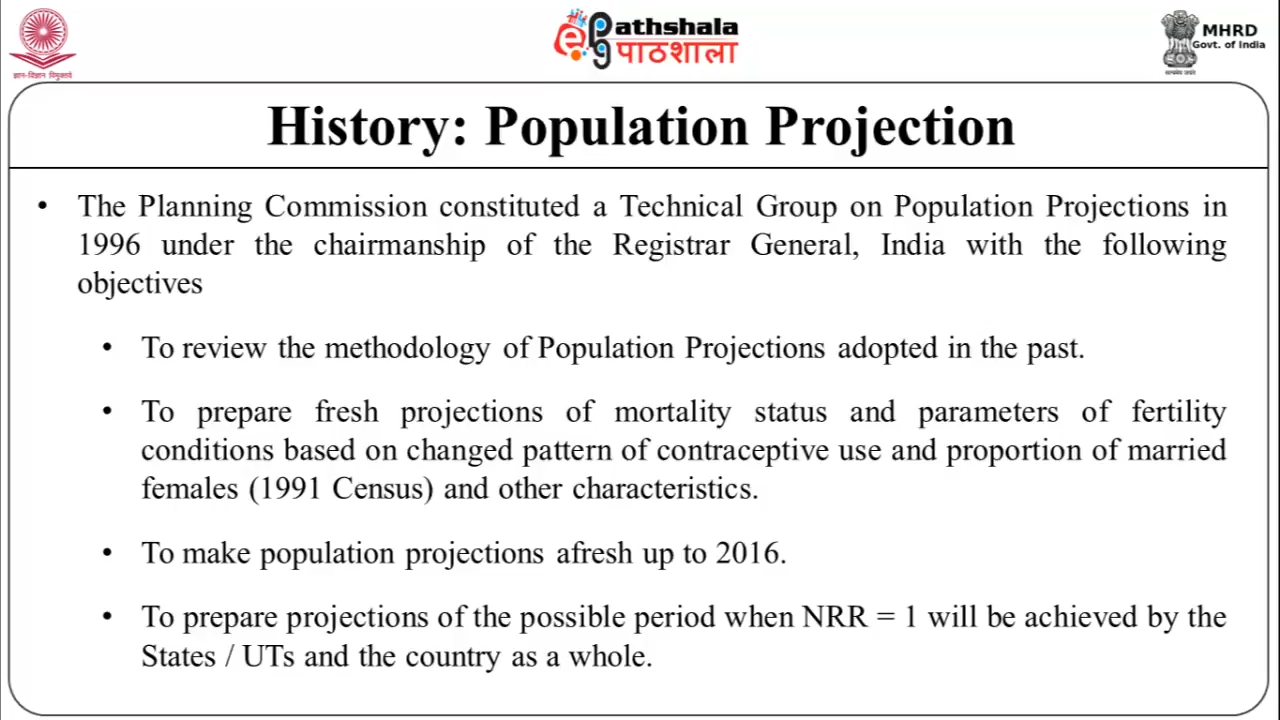 ज्ञान-विज्ञान विमुक्तये
ePathshala
पाठशाला
MHRD
Govt. of India
सत्यमेव जयते
History: Population Projection
• The Planning Commission constituted a Technical Group on Population Projections in
1996 under the chairmanship of the Registrar General, India with the following
objectives
• To review the methodology of Population Projections adopted in the past.
• To prepare fresh projections of mortality status and parameters of fertility
conditions based on changed pattern of contraceptive use and proportion of married
females (1991 Census) and other characteristics.
• To make population projections afresh up to 2016.
• To prepare projections of the possible period when NRR = 1 will be achieved by the
States / UTs and the country as a whole.